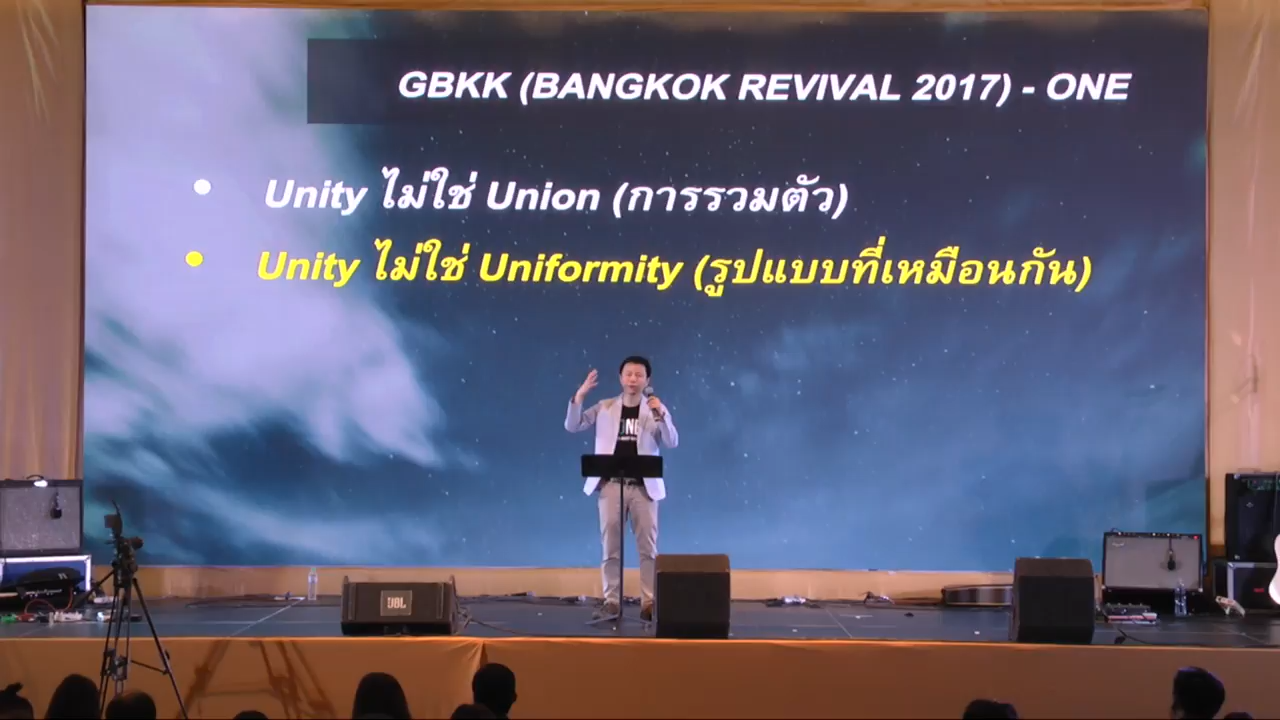 GBKK (BANGKOK REVIVAL 2017) - ONE
Unity ไม่ใช่ Union (การรวมตัว)
Unity ไม่ใช่ Uniformity (รูปแบบที่เหมือนกัน)
ONE
JBL